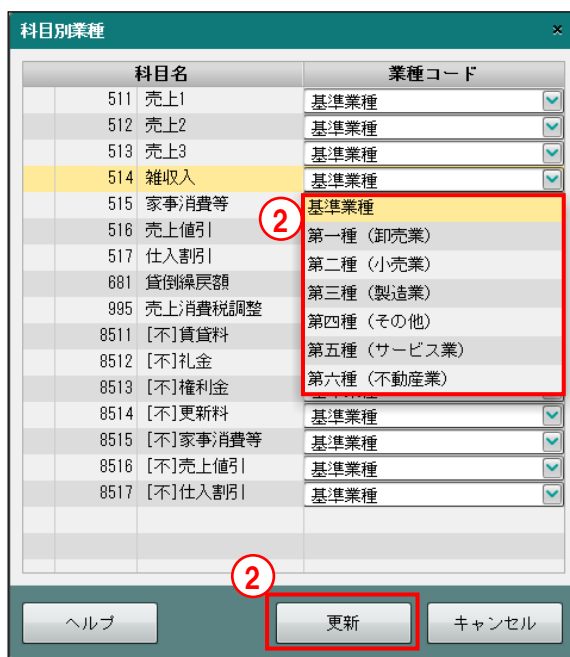 科目別業種 ×
科目名 業種コード
511 売上1 基準業種
512 売上2 基準業種
513 売上3 基準業種
514 雑収入 基準業種
515 家事消費等
516 売上値引
517 仕入割引
681 貸倒繰戻額
995 売上消費税調整
8511 [不]賃貸料
8512 [不]礼金
8513 [不]権利金
②
基準業種
第一種（卸売業）
第二種（小売業）
第三種（製造業）
第四種（その他）
第五種（サービス業）
第六種（不動産業）
8514 [不]更新料 基準業種
8515 [不]家事消費等 基準業種
8516 [不]売上値引 基準業種
8517 [不]仕入割引 基準業種
②
ヘルプ 更新 キャンセル